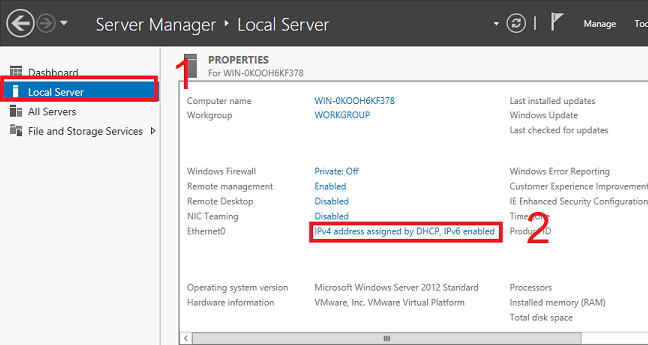 Server Manager ▸ Local Server
Manage To
1
Dashboard
Local Server
All Servers
File and Storage Services
PROPERTIES
For WIN-0KOOH6KF378
Computer name WIN-0KOOH6KF378 Last installed updates
Workgroup WORKGROUP Windows Update
Last checked for updates
Windows Firewall Private: Off Windows Error Reporting
Remote management Enabled Customer Experience Improvement
Remote Desktop Disabled IE Enhanced Security Configuration
NIC Teaming Disabled Time zone
Ethernet0 IPv4 address assigned by DHCP, IPv6 enabled Product ID
2
Operating system version Microsoft Windows Server 2012 Standard Processors
Hardware information VMware, Inc. VMware Virtual Platform Installed memory (RAM)
Total disk space